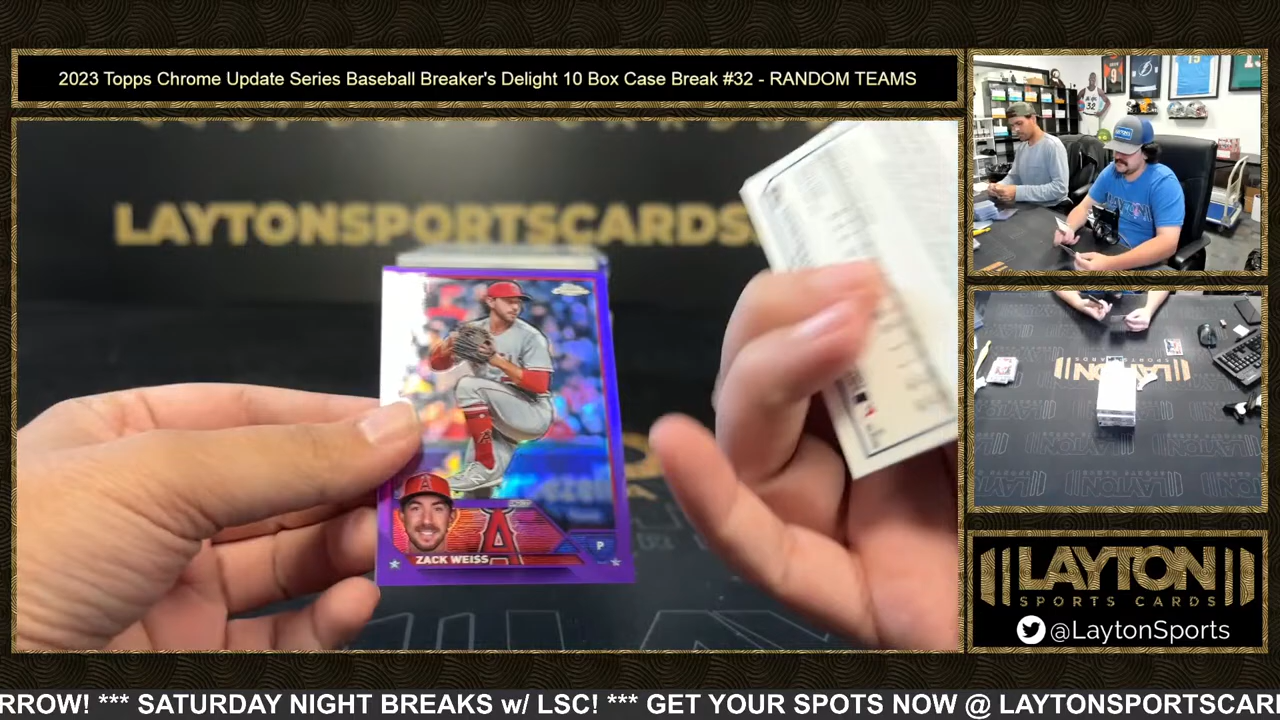 2023 Topps Chrome Update Series Baseball Breaker's Delight 10 Box Case Break #32 - RANDOM TEAMS
LAYTONSPORTSCARDS.
ZACK WEISS
A
P
32
LAYTON
SPORTS CARDS
@LaytonSports
RROW! *** SATURDAY NIGHT BREAKS w/ LSC! *** GET YOUR SPOTS NOW @ LAYTONSPORTSCAR